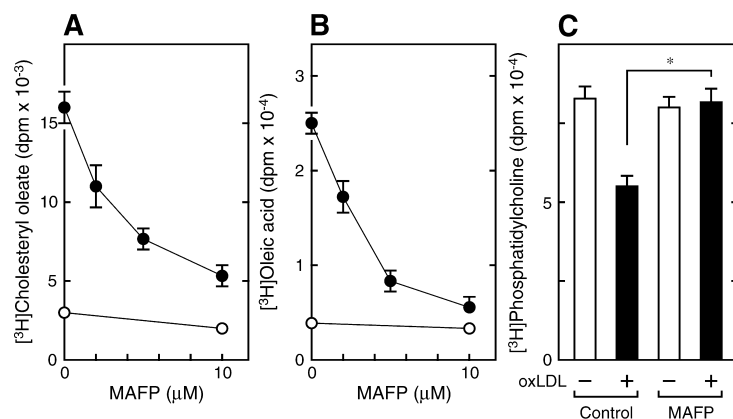 A
B
C
[³H]Cholesteryl oleate (dpm x 10⁻³)
15
10
5
0
0
10
MAFP (μM)
[³H]Oleic acid (dpm x 10⁻⁴)
3
2
1
0
0
10
MAFP (μM)
[³H]Phosphatidylcholine (dpm x 10⁻⁴)
5
0
*
oxLDL − + − +
Control MAFP